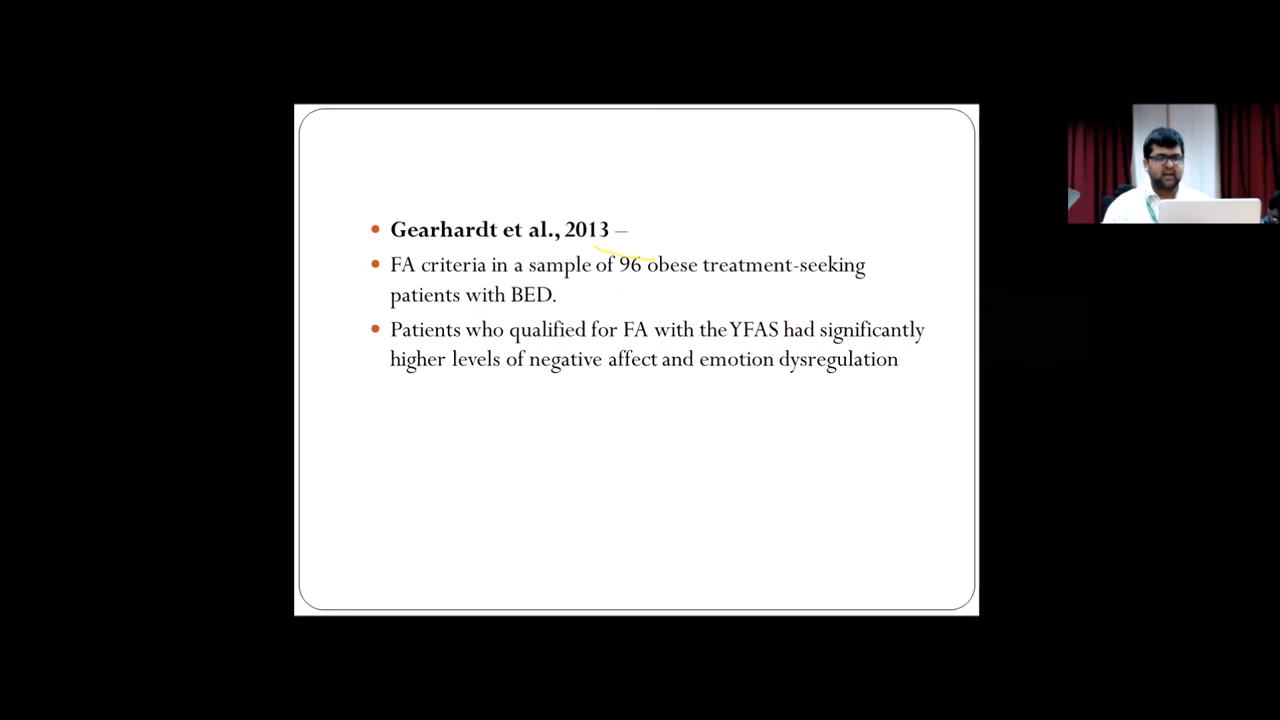 Gearhardt et al., 2013 –
FA criteria in a sample of 96 obese treatment-seeking
patients with BED.
Patients who qualified for FA with the YFAS had significantly
higher levels of negative affect and emotion dysregulation